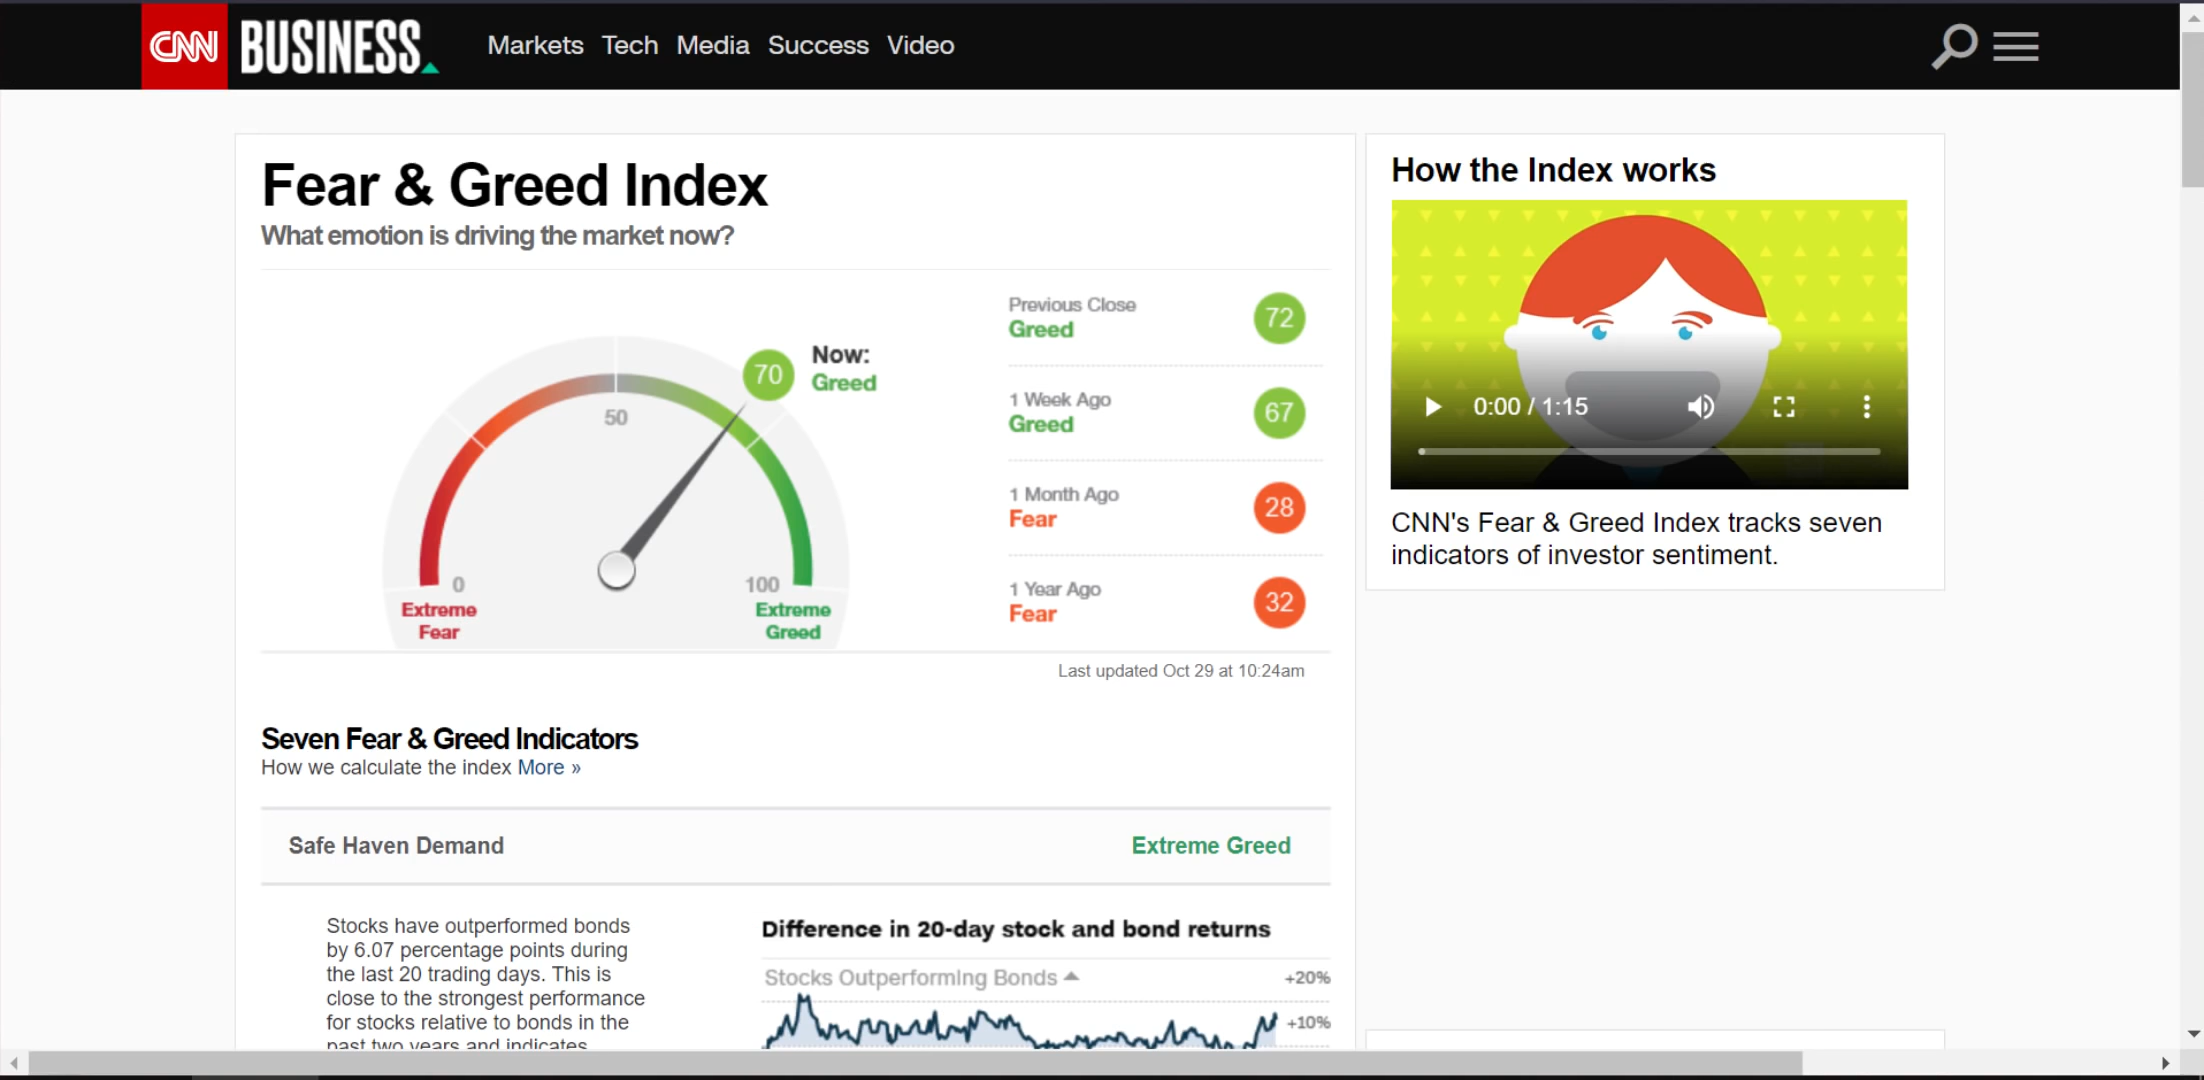 CNN BUSINESS
Markets Tech Media Success Video
Fear & Greed Index
What emotion is driving the market now?
70
Now:
Greed
50
0
100
Extreme
Fear
Extreme
Greed
Previous Close
Greed
72
1 Week Ago
Greed
67
1 Month Ago
Fear
28
1 Year Ago
Fear
32
Last updated Oct 29 at 10:24am
Seven Fear & Greed Indicators
How we calculate the index More »
Safe Haven Demand
Extreme Greed
Stocks have outperformed bonds
by 6.07 percentage points during
the last 20 trading days. This is
close to the strongest performance
for stocks relative to bonds in the
past two years and indicates
Difference in 20-day stock and bond returns
Stocks Outperforming Bonds
+20%
+10%
How the Index works
0:00 / 1:15
CNN's Fear & Greed Index tracks seven
indicators of investor sentiment.